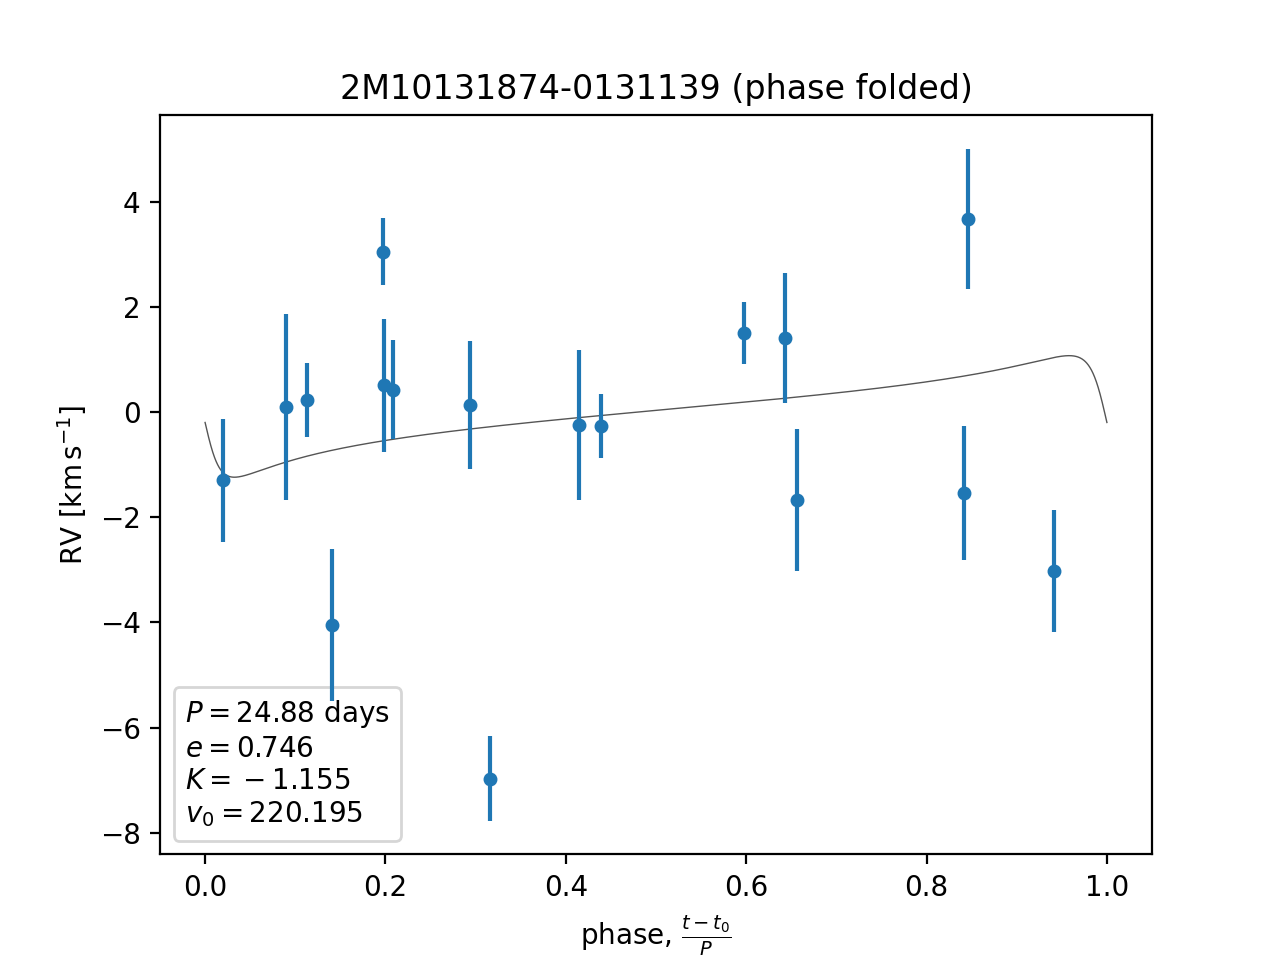 2M10131874-0131139 (phase folded)
RV [km s⁻¹]
4
2
0
−2
−4
−6
−8
P = 24.88 days
e = 0.746
K = −1.155
v₀ = 220.195
0.0 0.2 0.4 0.6 0.8 1.0
phase, (t − t₀)/P